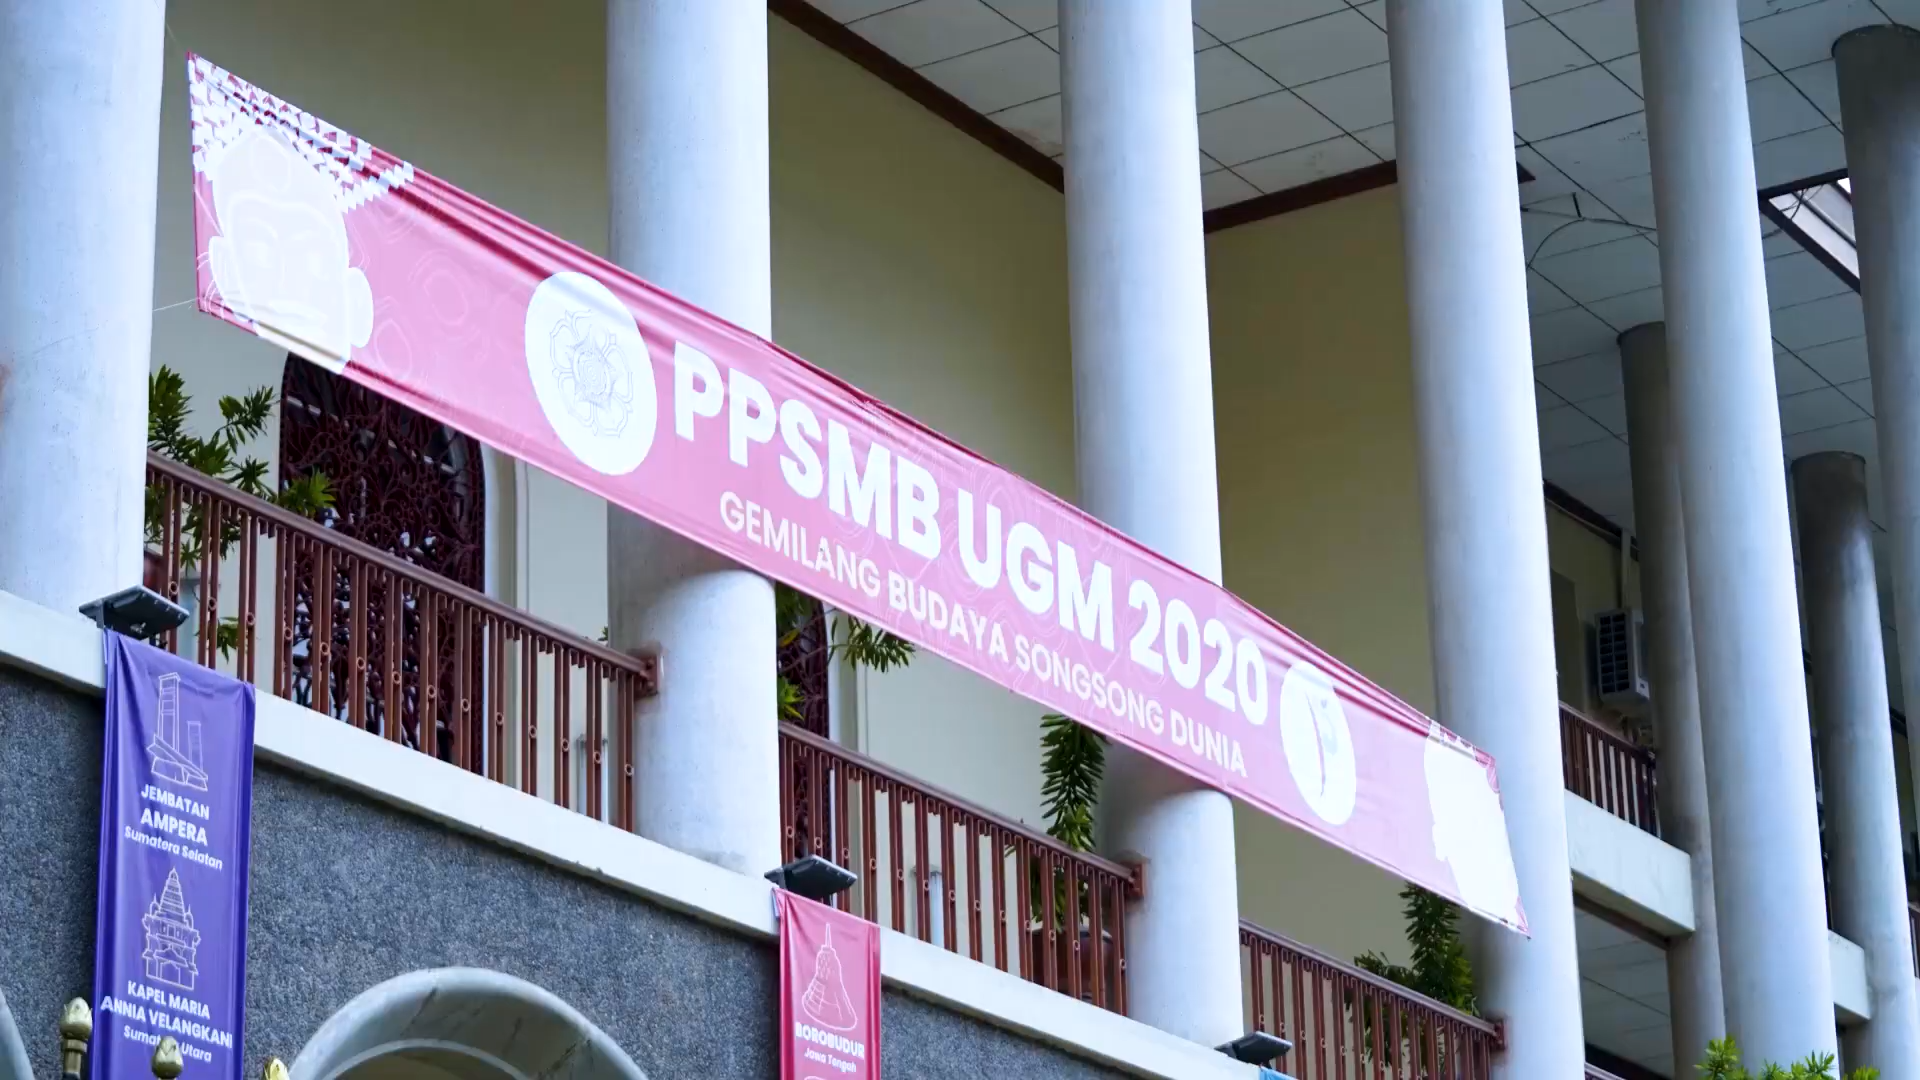 PPSMB UGM 2020
GEMILANG BUDAYA SONGSONG DUNIA
JEMBATAN
AMPERA
Sumatera Selatan
KAPEL MARIA
ANNIA VELANGKANI
Utara
BOROBUDUR
Jawa Tengah